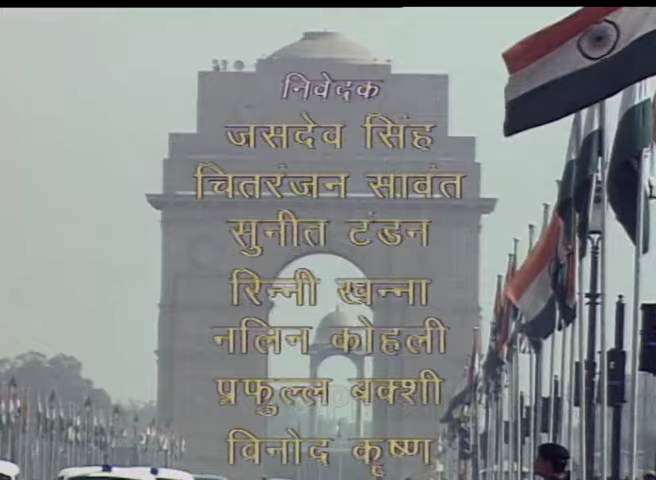 निवेदक
जसदेव सिंह
चितरंजन सावंत
सुनीत टंडन
रिन्नी खन्ना
नलिन कोहली
प्रफुल्ल बक्शी
विनोद कृष्ण